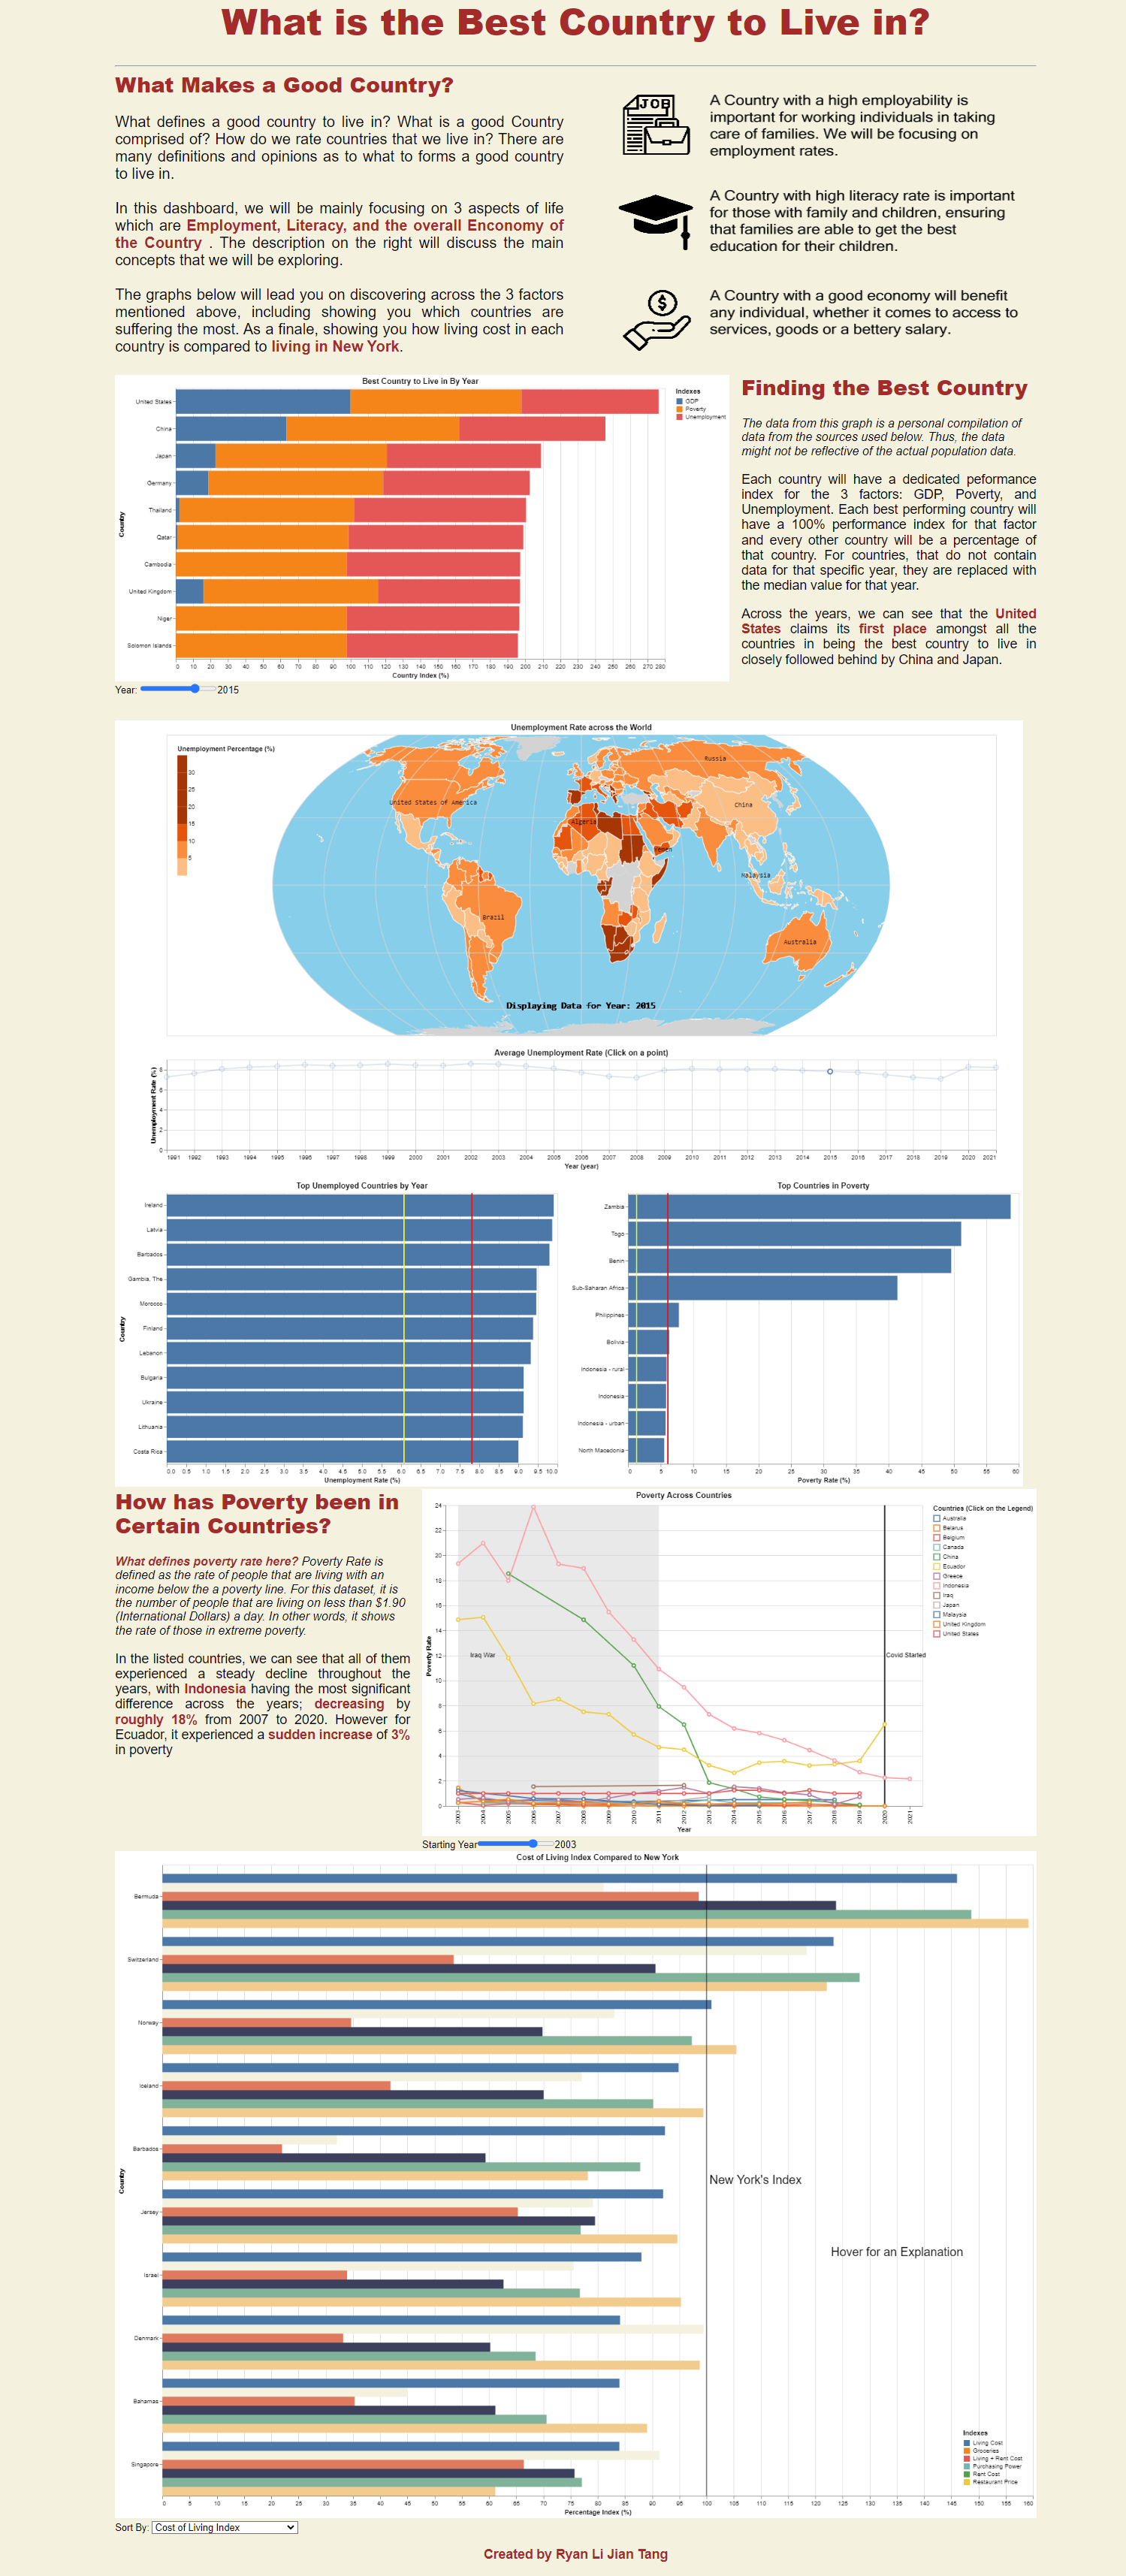 What is the Best Country to Live in?
What Makes a Good Country?
What defines a good country to live in? What is a good Country
comprised of? How do we rate countries that we live in? There are
many definitions and opinions as to what to forms a good country
to live in.
In this dashboard, we will be mainly focusing on 3 aspects of life
which are Employment, Literacy, and the overall Enconomy of
the Country . The description on the right will discuss the main
concepts that we will be exploring.
The graphs below will lead you on discovering across the 3 factors
mentioned above, including showing you which countries are
suffering the most. As a finale, showing you how living cost in each
country is compared to living in New York.
JOB
A Country with a high employability is
important for working individuals in taking
care of families. We will be focusing on
employment rates.
A Country with high literacy rate is important
for those with family and children, ensuring
that families are able to get the best
education for their children.
$
A Country with a good economy will benefit
any individual, whether it comes to access to
services, goods or a bettery salary.
Best Country to Live in By Year
Country
United States
China
Japan
Germany
Thailand
Qatar
Cambodia
United Kingdom
Niger
Solomon Islands
0 10 20 30 40 50 60 70 80 90 100 110 120 130 140 150 160 170 180 190 200 210 220 230 240 250 260 270 280
Country Index (%)
Indexes
GDP
Poverty
Unemployment
Year: 2015
Finding the Best Country
The data from this graph is a personal compilation of
data from the sources used below. Thus, the data
might not be reflective of the actual population data.
Each country will have a dedicated peformance
index for the 3 factors: GDP, Poverty, and
Unemployment. Each best performing country will
have a 100% performance index for that factor
and every other country will be a percentage of
that country. For countries, that do not contain
data for that specific year, they are replaced with
the median value for that year.
Across the years, we can see that the United
States claims its first place amongst all the
countries in being the best country to live in
closely followed behind by China and Japan.
Unemployment Rate across the World
Unemployment Percentage (%)
30
25
20
15
10
5
Russia
United States of America
China
Algeria
Yemen
Malaysia
Brazil
Australia
Displaying Data for Year: 2015
Average Unemployment Rate (Click on a point)
Unemployment Rate (%)
8
6
4
2
0
1991 1992 1993 1994 1995 1996 1997 1998 1999 2000 2001 2002 2003 2004 2005 2006 2007 2008 2009 2010 2011 2012 2013 2014 2015 2016 2017 2018 2019 2020 2021
Year (year)
Top Unemployed Countries by Year
Country
Ireland
Latvia
Barbados
Gambia, The
Morocco
Finland
Lebanon
Bulgaria
Ukraine
Lithuania
Costa Rica
0.0 0.5 1.0 1.5 2.0 2.5 3.0 3.5 4.0 4.5 5.0 5.5 6.0 6.5 7.0 7.5 8.0 8.5 9.0 9.5 10.0
Unemployment Rate (%)
Top Countries in Poverty
Zambia
Togo
Benin
Sub-Saharan Africa
Philippines
Bolivia
Indonesia - rural
Indonesia
Indonesia - urban
North Macedonia
0 5 10 15 20 25 30 35 40 45 50 55 60
Poverty Rate (%)
How has Poverty been in
Certain Countries?
What defines poverty rate here? Poverty Rate is
defined as the rate of people that are living with an
income below the a poverty line. For this dataset, it is
the number of people that are living on less than $1.90
(International Dollars) a day. In other words, it shows
the rate of those in extreme poverty.
In the listed countries, we can see that all of them
experienced a steady decline throughout the
years, with Indonesia having the most significant
difference across the years; decreasing by
roughly 18% from 2007 to 2020. However for
Ecuador, it experienced a sudden increase of 3%
in poverty
Poverty Across Countries
Poverty Rate
24
22
20
18
16
14
12
10
8
6
4
2
0
Iraq War
Covid Started
2003 2004 2005 2006 2007 2008 2009 2010 2011 2012 2013 2014 2015 2016 2017 2018 2019 2020 2021
Year
Countries (Click on the Legend)
Australia
Belarus
Belgium
Canada
China
Ecuador
Greece
Indonesia
Iraq
Japan
Malaysia
United Kingdom
United States
Starting Year 2003
Cost of Living Index Compared to New York
Country
Bermuda
Switzerland
Norway
Iceland
Barbados
Jersey
Israel
Denmark
Bahamas
Singapore
New York's Index
Hover for an Explanation
Indexes
Living Cost
Groceries
Living + Rent Cost
Purchasing Power
Rent Cost
Restaurant Price
0 5 10 15 20 25 30 35 40 45 50 55 60 65 70 75 80 85 90 95 100 105 110 115 120 125 130 135 140 145 150 155 160
Percentage Index (%)
Sort By: Cost of Living Index
Created by Ryan Li Jian Tang